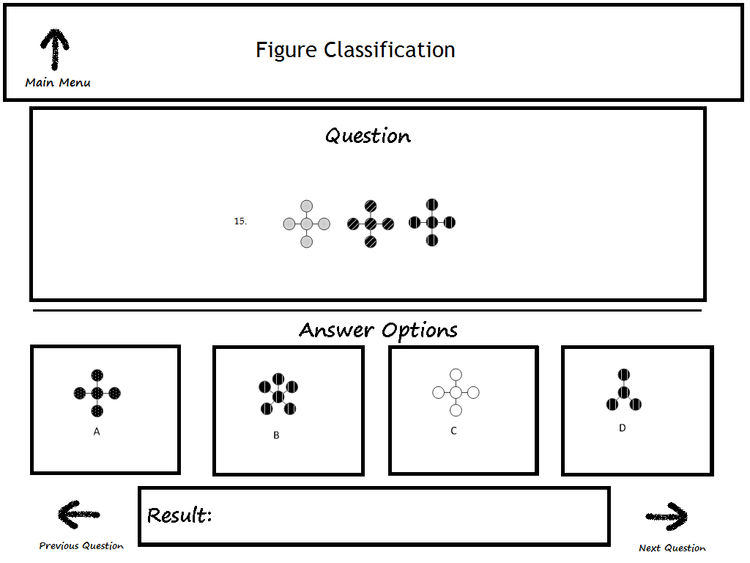 Figure Classification
Main Menu
Question
15.
Answer Options
A
B
C
D
Result:
Previous Question
Next Question